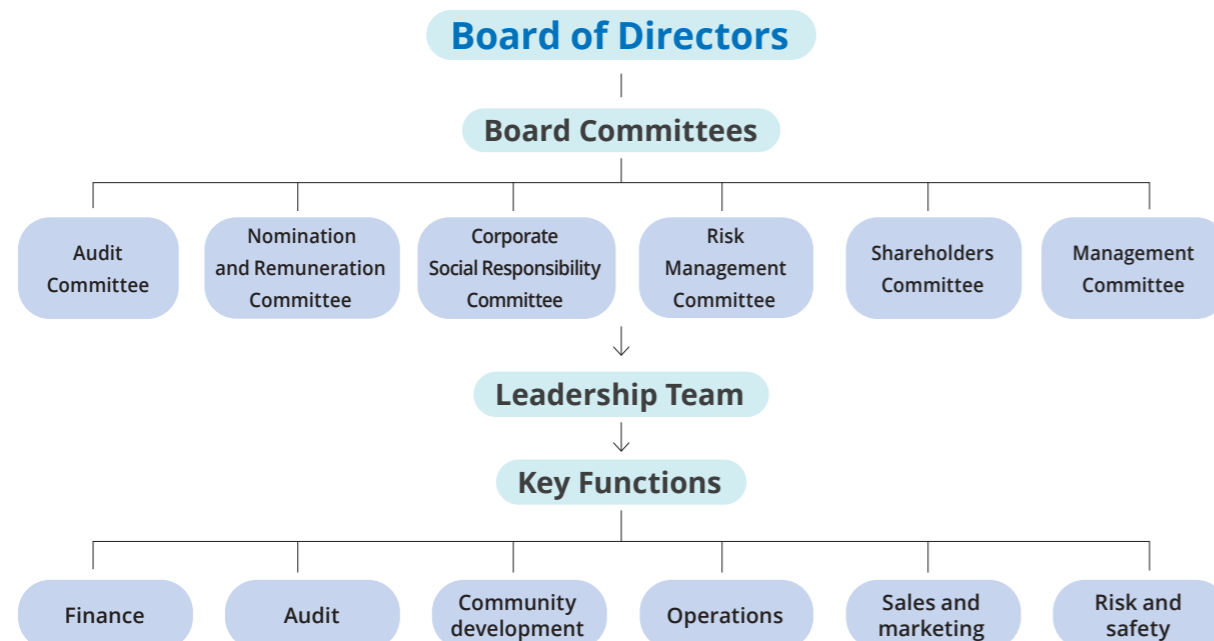 Board of Directors
Board Committees
Audit
Committee
Nomination
and Remuneration
Committee
Corporate
Social Responsibility
Committee
Risk
Management
Committee
Shareholders
Committee
Management
Committee
Leadership Team
Key Functions
Finance
Audit
Community
development
Operations
Sales and
marketing
Risk and
safety